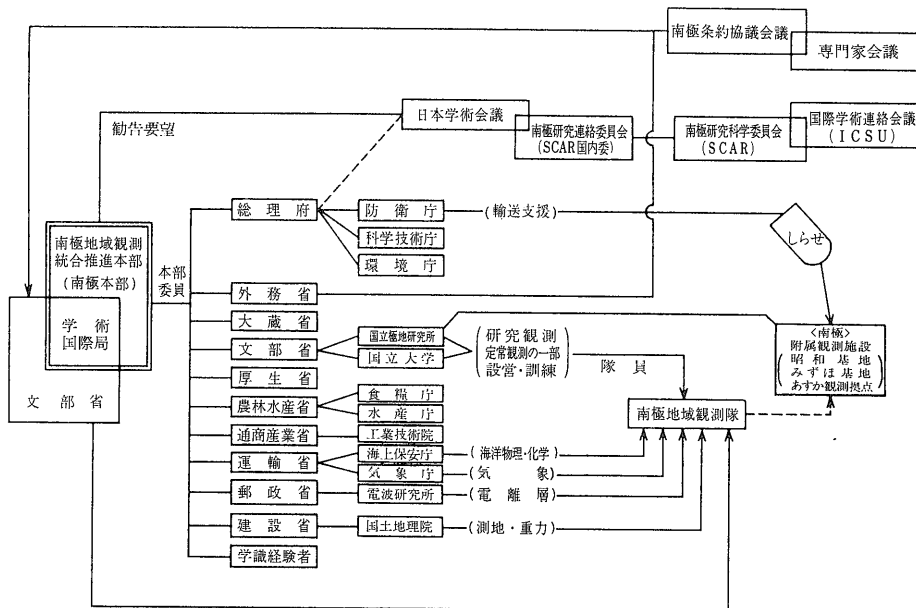 南極条約協議会議
専門家会議
勧告要望
日本学術会議
南極研究連絡委員会
(SCAR国内委)
南極研究科学委員会
(SCAR)
国際学術連絡会議
(ICSU)
南極地域観測
統合推進本部
(南極本部)
学術
国際局
文部省
本部
委員
総理府
防衛庁
(輸送支援)
しらせ
科学技術庁
環境庁
外務省
大蔵省
文部省
国立極地研究所
国立大学
研究観測
定常観測の一部
設営・訓練
隊員
<南極>
附属観測施設
昭和基地
みずほ基地
あすか観測拠点
厚生省
農林水産省
食糧庁
水産庁
南極地域観測隊
通商産業省
工業技術院
運輸省
海上保安庁
(海洋物理・化学)
気象庁
(気象)
郵政省
電波研究所
(電離層)
建設省
国土地理院
(測地・重力)
学識経験者